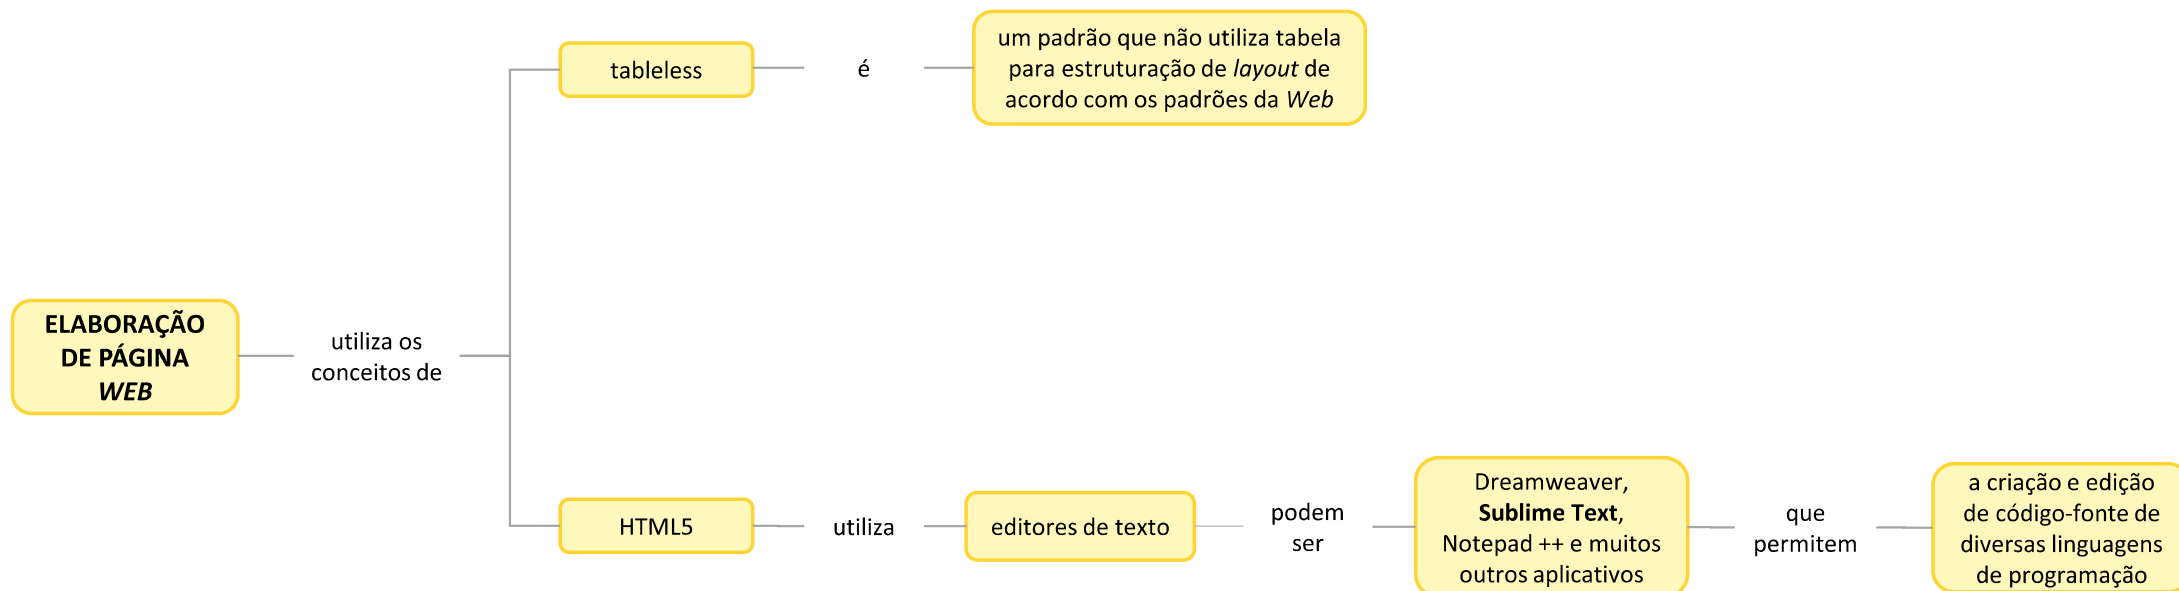 tableless
é
um padrão que não utiliza tabela
para estruturação de layout de
acordo com os padrões da Web
ELABORAÇÃO
DE PÁGINA
WEB
utiliza os
conceitos de
HTML5
utiliza
editores de texto
podem
ser
Dreamweaver,
Sublime Text,
Notepad ++ e muitos
outros aplicativos
que
permitem
a criação e edição
de código-fonte de
diversas linguagens
de programação